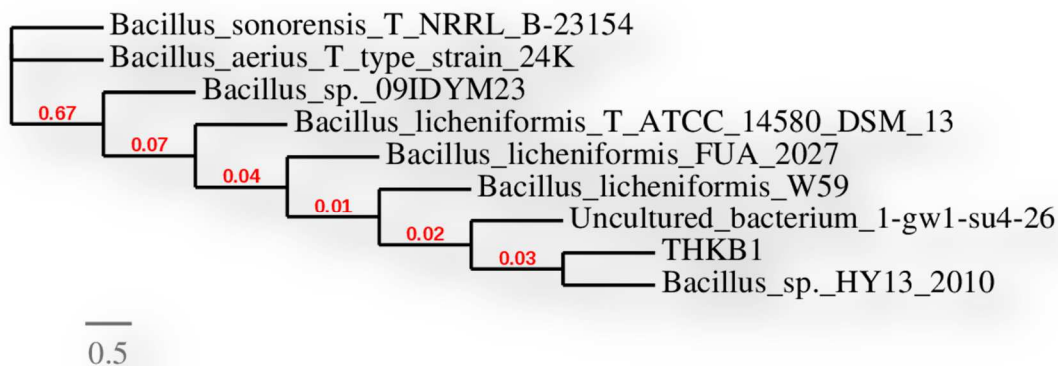 Bacillus_sonorensis_T_NRRL_B-23154
Bacillus_aerius_T_type_strain_24K
Bacillus_sp._09IDYM23
0.67
Bacillus_licheniformis_T_ATCC_14580_DSM_13
0.07
Bacillus_licheniformis_FUA_2027
0.04
Bacillus_licheniformis_W59
0.01
Uncultured_bacterium_1-gw1-su4-26
0.02
THKB1
0.03
Bacillus_sp._HY13_2010
0.5